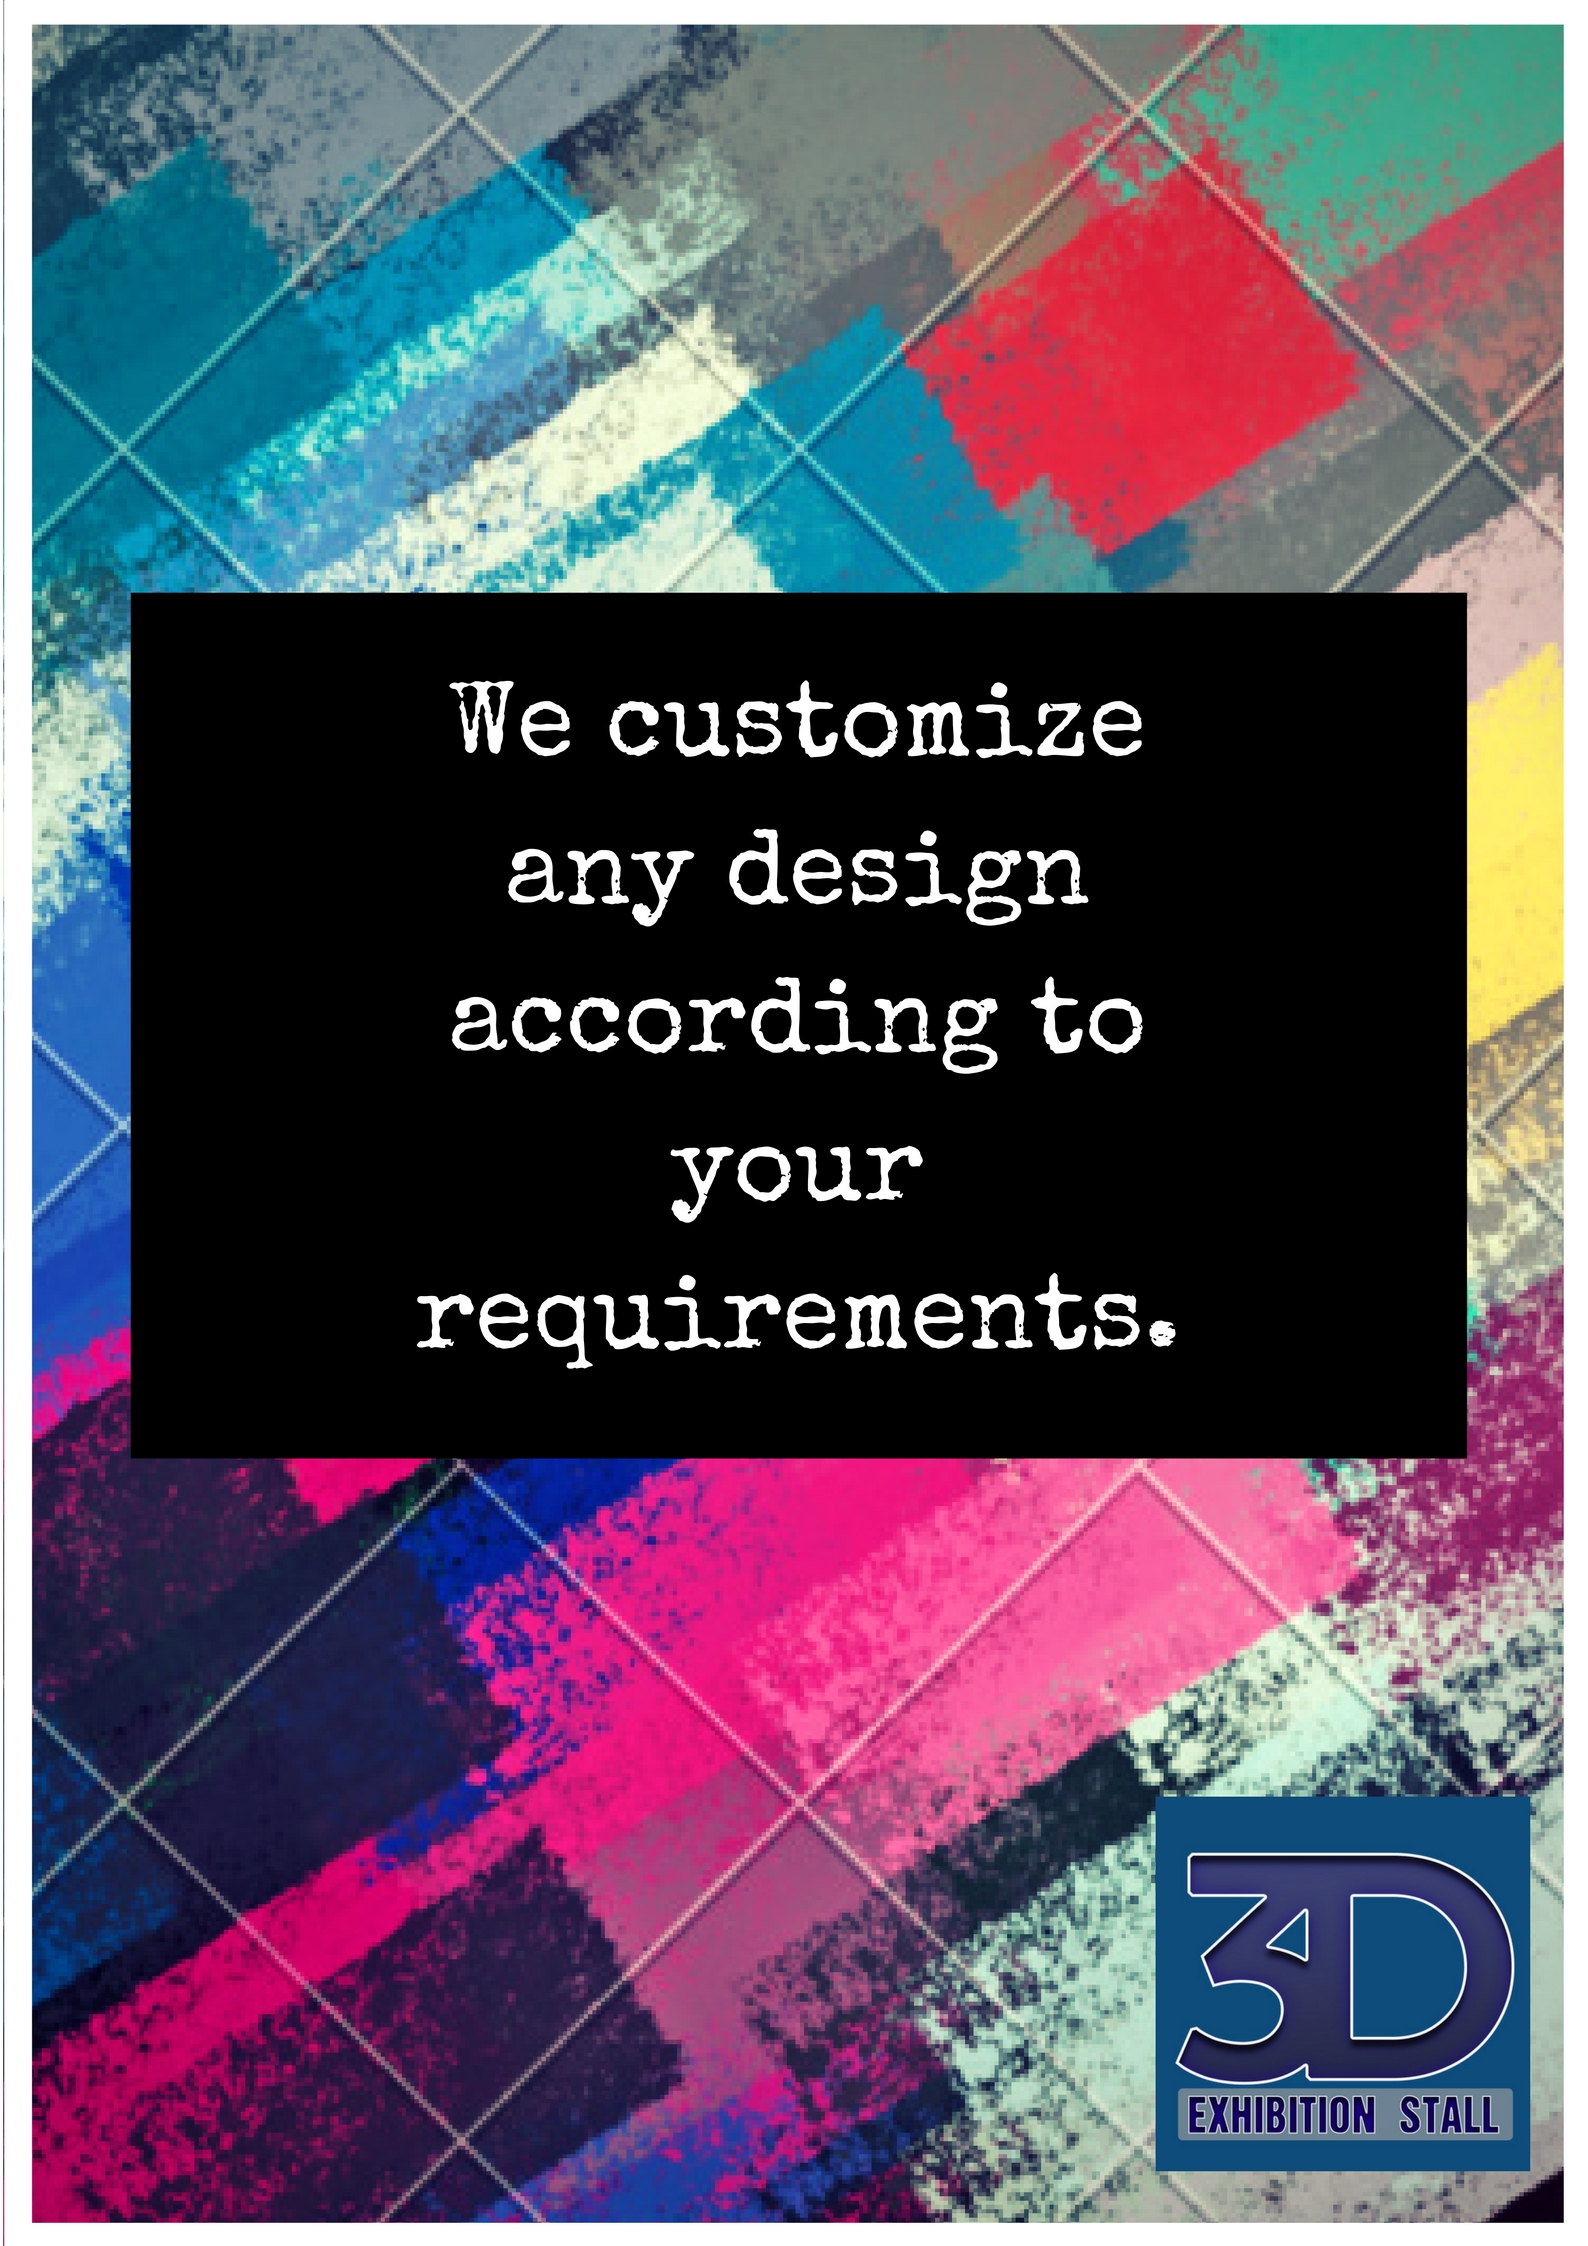 We customize
any design
according to
your
requirements.
3D
EXHIBITION STALL